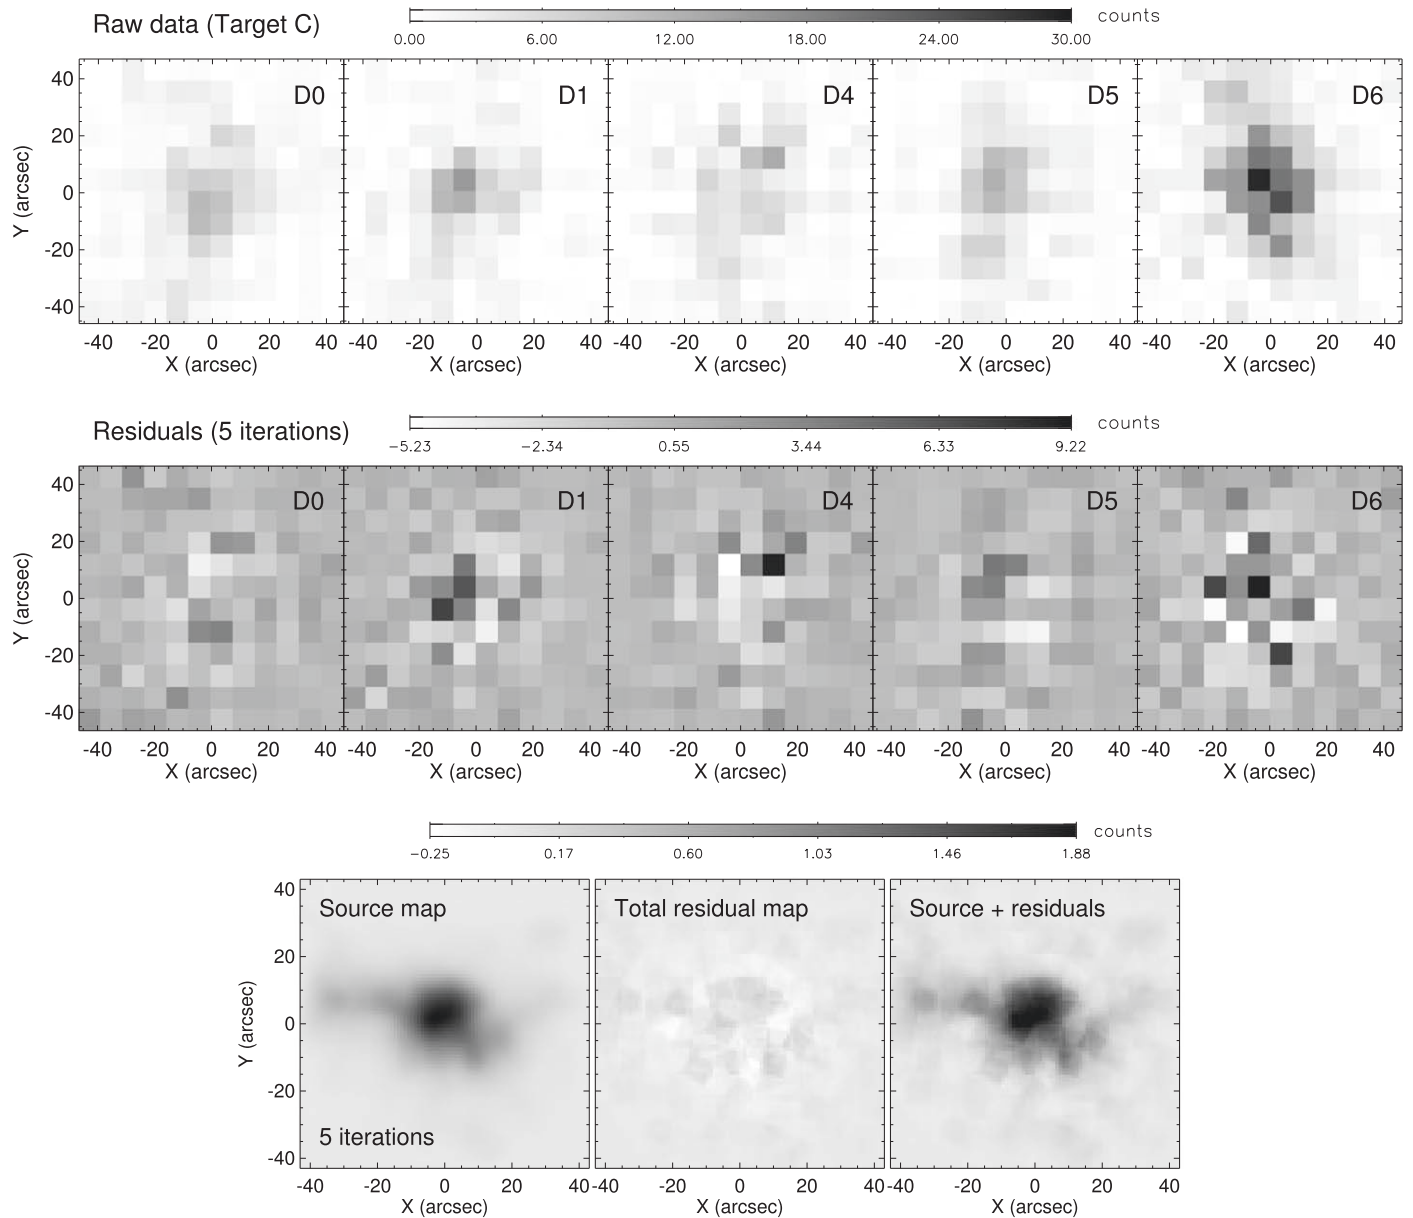 Raw data (Target C)
counts
0.00 6.00 12.00 18.00 24.00 30.00
D0 D1 D4 D5 D6
40
20
0
-20
-40
Y (arcsec)
-40 -20 0 20 40 -40 -20 0 20 40 -40 -20 0 20 40 -40 -20 0 20 40 -40 -20 0 20 40
X (arcsec) X (arcsec) X (arcsec) X (arcsec) X (arcsec)
Residuals (5 iterations)
counts
−5.23 −2.34 0.55 3.44 6.33 9.22
D0 D1 D4 D5 D6
40
20
0
-20
-40
Y (arcsec)
-40 -20 0 20 40 -40 -20 0 20 40 -40 -20 0 20 40 -40 -20 0 20 40 -40 -20 0 20 40
X (arcsec) X (arcsec) X (arcsec) X (arcsec) X (arcsec)
counts
−0.25 0.17 0.60 1.03 1.46 1.88
Source map Total residual map Source + residuals
40
20
0
-20
-40
Y (arcsec)
5 iterations
-40 -20 0 20 40 -40 -20 0 20 40 -40 -20 0 20 40
X (arcsec) X (arcsec) X (arcsec)